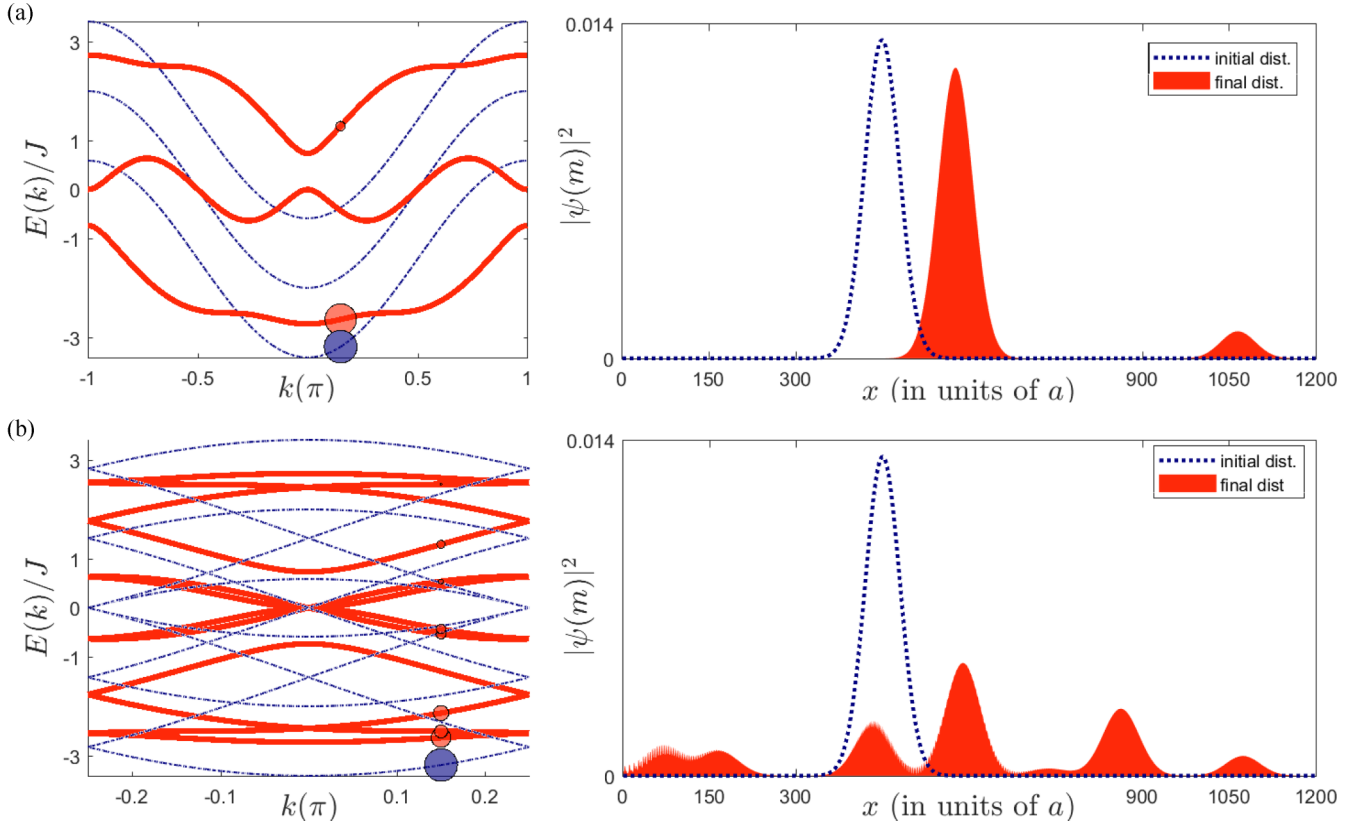 (a)
3
1
0
-1
-3
E(k)/J
-1
-0.5
0
0.5
1
k(π)
0.014
0
|ψ(m)|²
initial dist.
final dist.
0
150
300
900
1050
1200
x (in units of a)
(b)
3
1
0
-1
-3
E(k)/J
-0.2
-0.1
0
0.1
0.2
k(π)
0.014
0
|ψ(m)|²
initial dist.
final dist
0
150
300
900
1050
1200
x (in units of a)